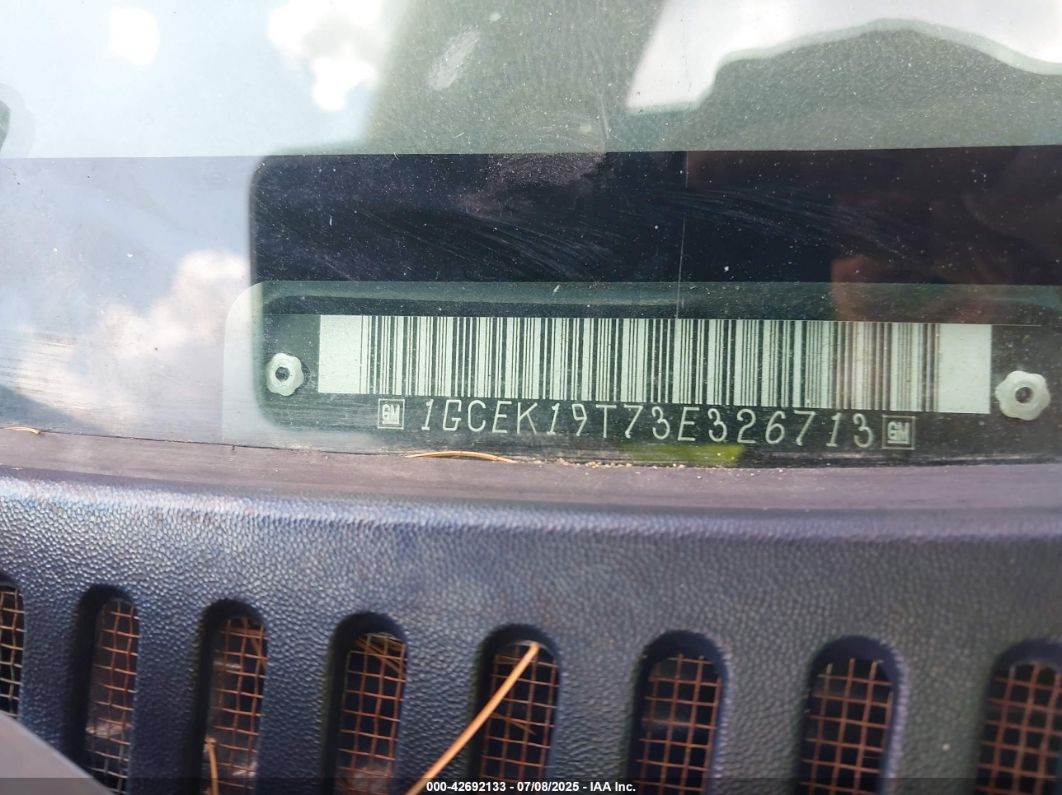 GM 1GCEK19T73E326713 GM
000-42692133 - 07/08/2025 - IAA Inc.